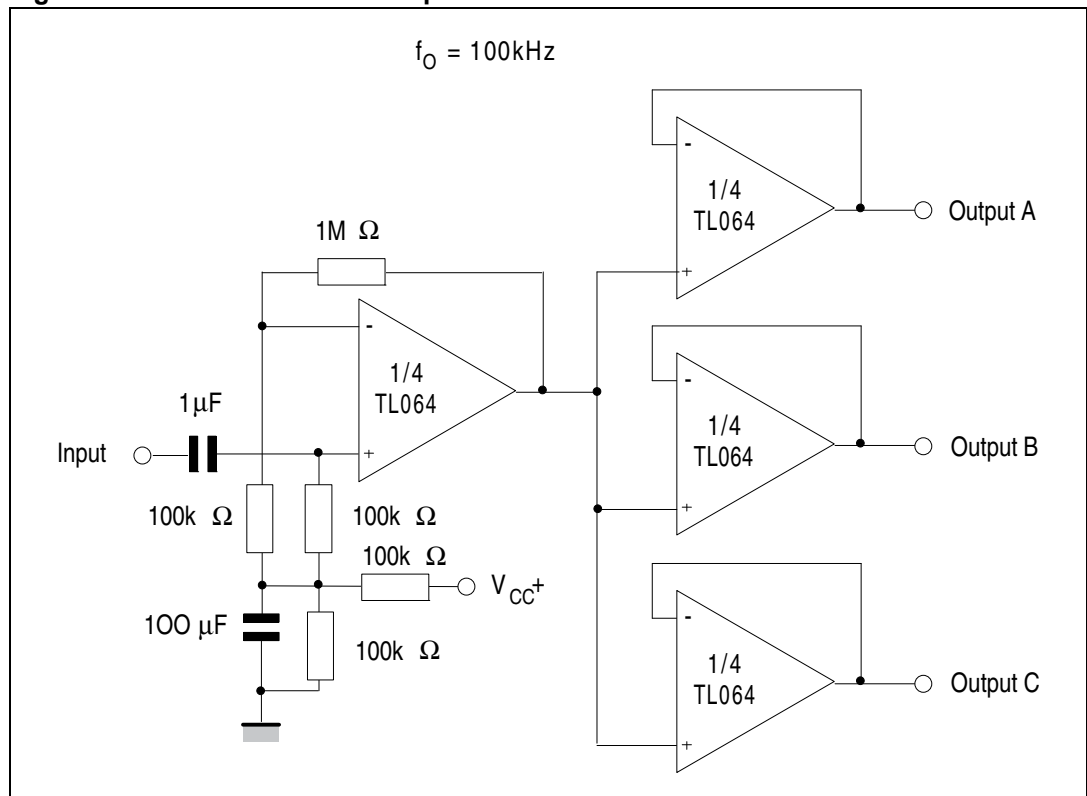 f_O = 100kHz
-
1/4
TL064
+
Output A
1M Ω
-
1/4
TL064
+
1µF
Input
100k Ω
100k Ω
100k Ω
V_CC+
100 µF
100k Ω
-
1/4
TL064
+
Output B
-
1/4
TL064
+
Output C